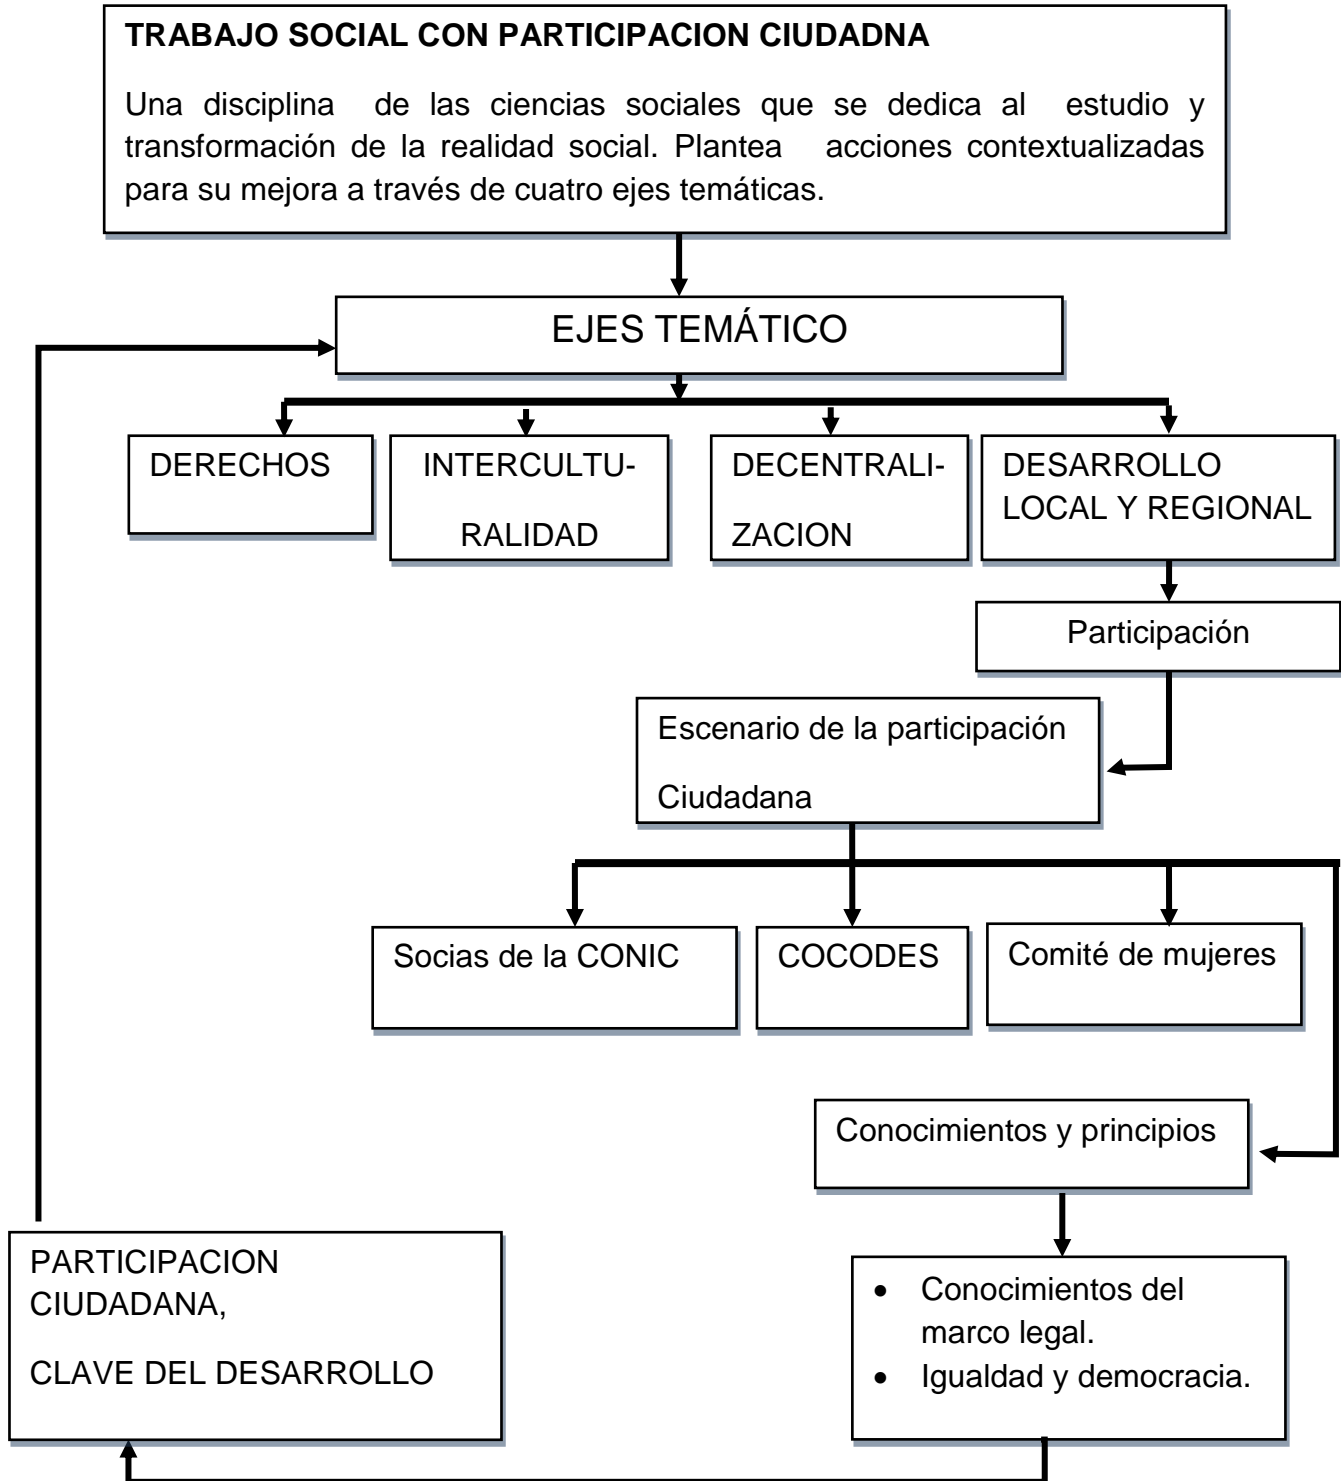 TRABAJO SOCIAL CON PARTICIPACION CIUDADNA
Una disciplina de las ciencias sociales que se dedica al estudio y
transformación de la realidad social. Plantea acciones contextualizadas
para su mejora a través de cuatro ejes temáticas.
EJES TEMÁTICO
DERECHOS
INTERCULTU-
RALIDAD
DECENTRALI-
ZACION
DESARROLLO
LOCAL Y REGIONAL
Participación
Escenario de la participación
Ciudadana
Socias de la CONIC
COCODES
Comité de mujeres
Conocimientos y principios
• Conocimientos del
marco legal.
• Igualdad y democracia.
PARTICIPACION
CIUDADANA,
CLAVE DEL DESARROLLO